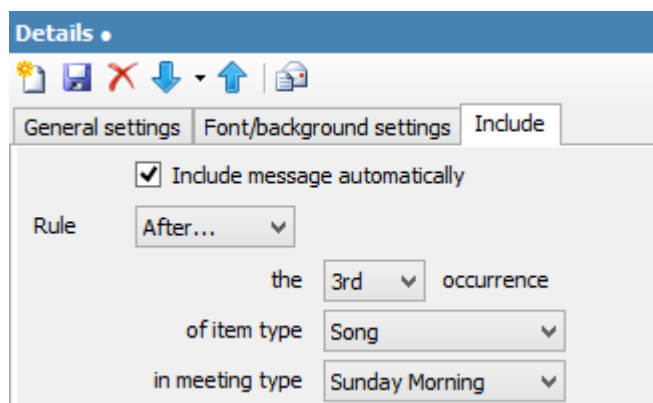 Details •
General settings Font/background settings Include
Include message automatically
Rule After...
the 3rd occurrence
of item type Song
in meeting type Sunday Morning